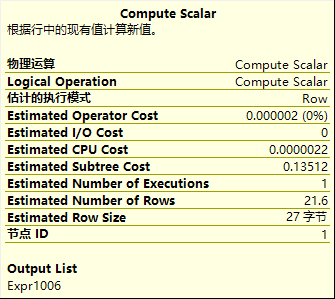 Compute Scalar
根据行中的现有值计算新值。
物理运算 Compute Scalar
Logical Operation Compute Scalar
估计的执行模式 Row
Estimated Operator Cost 0.000002 (0%)
Estimated I/O Cost 0
Estimated CPU Cost 0.0000022
Estimated Subtree Cost 0.13512
Estimated Number of Executions 1
Estimated Number of Rows 21.6
Estimated Row Size 27 字节
节点 ID 1
Output List
Expr1006